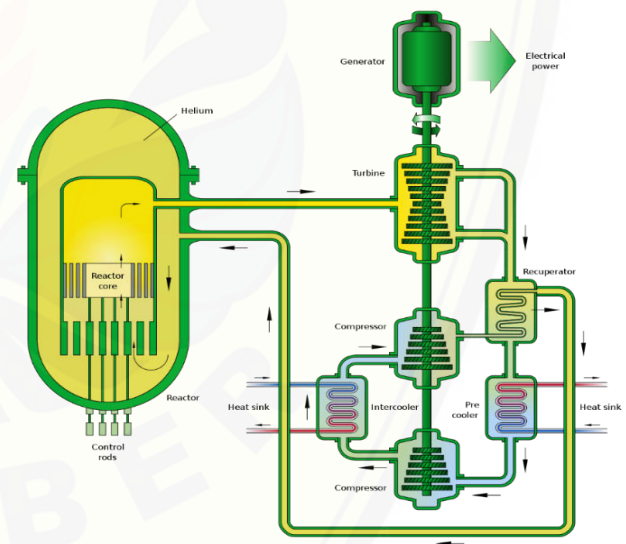 Generator
Electrical
power
Helium
Turbine
Recuperator
Reactor
core
Compressor
Reactor
Heat sink
Intercooler
Pre
cooler
Heat sink
Control
rods
Compressor